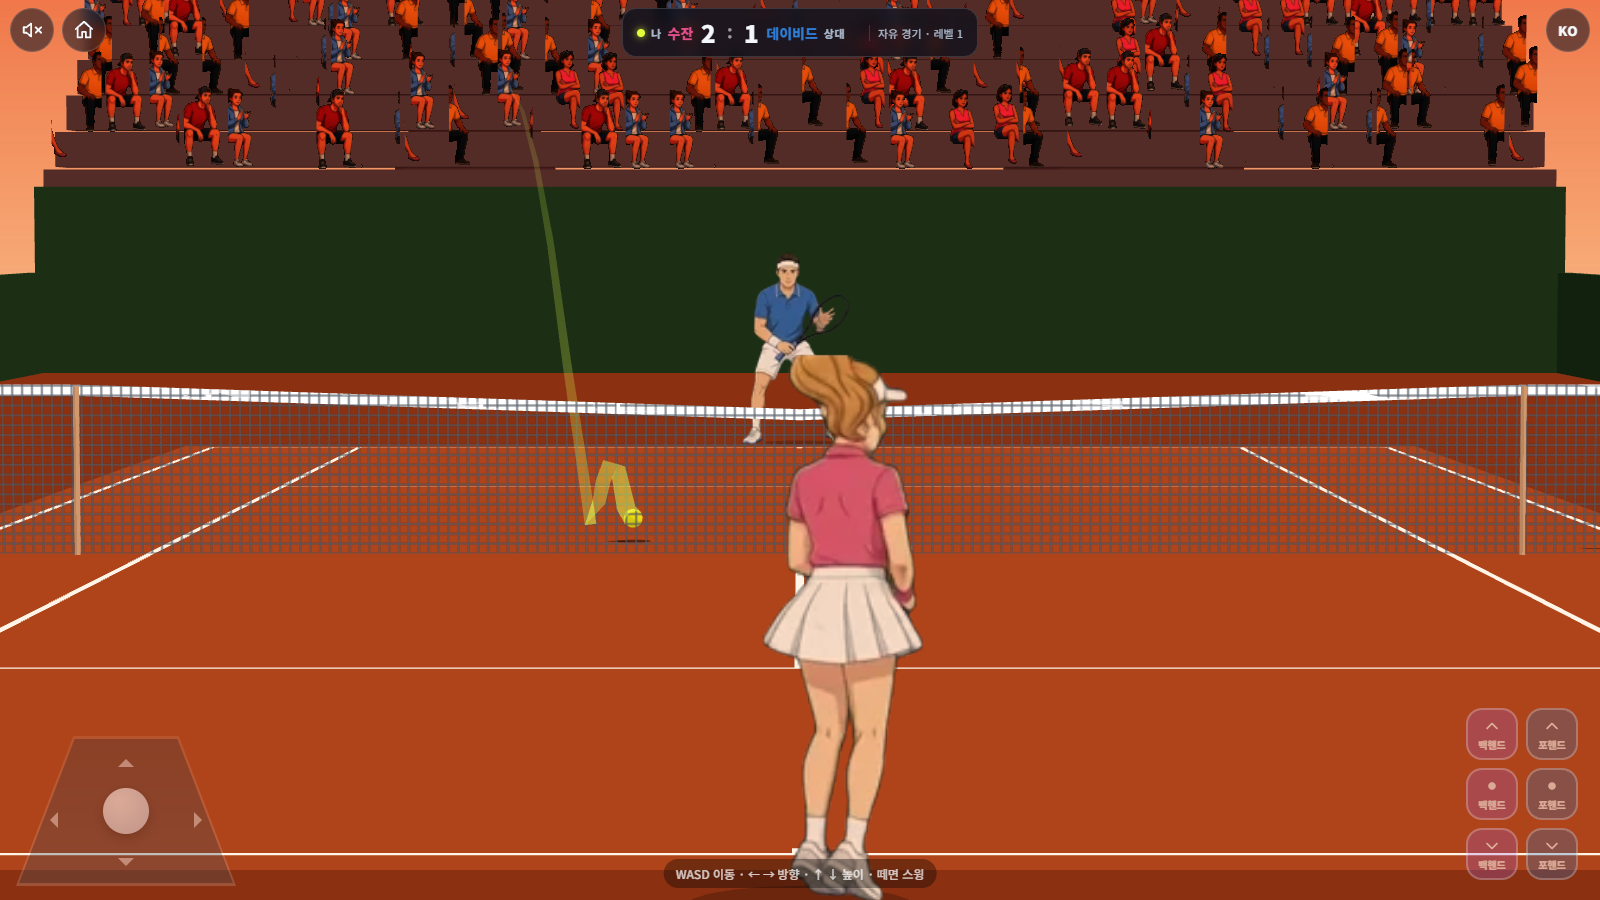 나 수잔 2 : 1 데이비드 상대 자유 경기 · 레벨 1
KO
백핸드 포핸드
백핸드 포핸드
백핸드 포핸드
WASD 이동 · ←→ 방향 · ↑ ↓ 높이 · 떼면 스윙